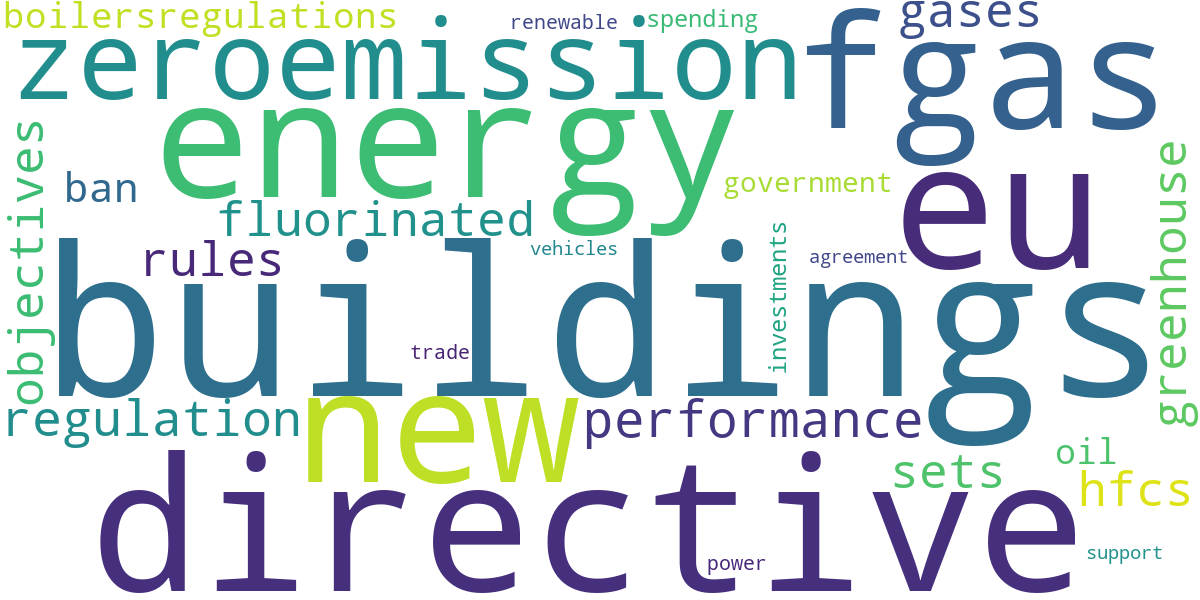 boilersregulations
renewable
spending
gases
zeroemission
fgas
energy
eu
objectives
ban
government
greenhouse
fluorinated
rules
vehicles
investments
agreement
buildings
trade
regulation
new
performance
oil
sets
hfcs
directive
power
support